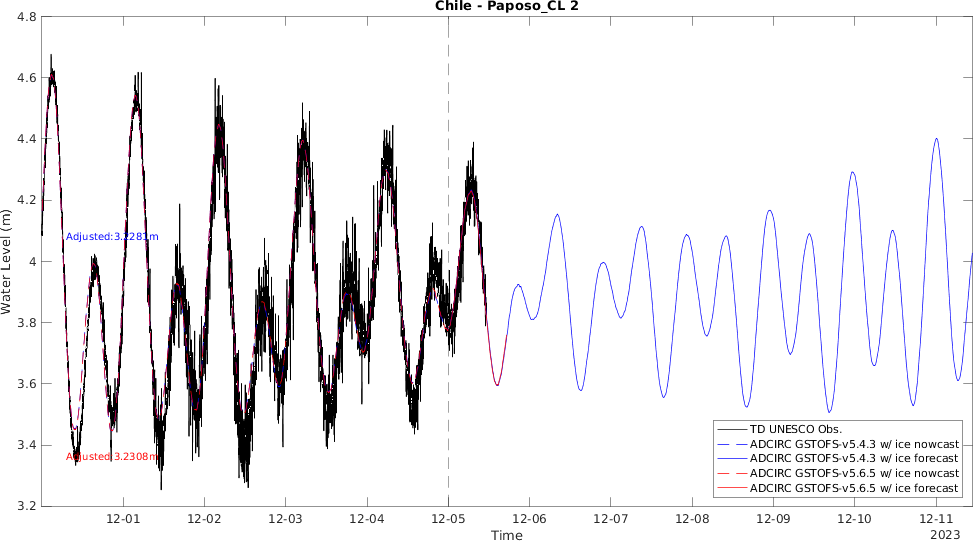 Chile - Paposo_CL 2
Water Level (m)
4.8
4.6
4.4
4.2
4
3.8
3.6
3.4
3.2
Adjusted:3.2281m
Adjusted:3.2308m
TD UNESCO Obs.
ADCIRC GSTOFS-v5.4.3 w/ ice nowcast
ADCIRC GSTOFS-v5.4.3 w/ ice forecast
ADCIRC GSTOFS-v5.6.5 w/ ice nowcast
ADCIRC GSTOFS-v5.6.5 w/ ice forecast
12-01 12-02 12-03 12-04 12-05 12-06 12-07 12-08 12-09 12-10 12-11
Time
2023